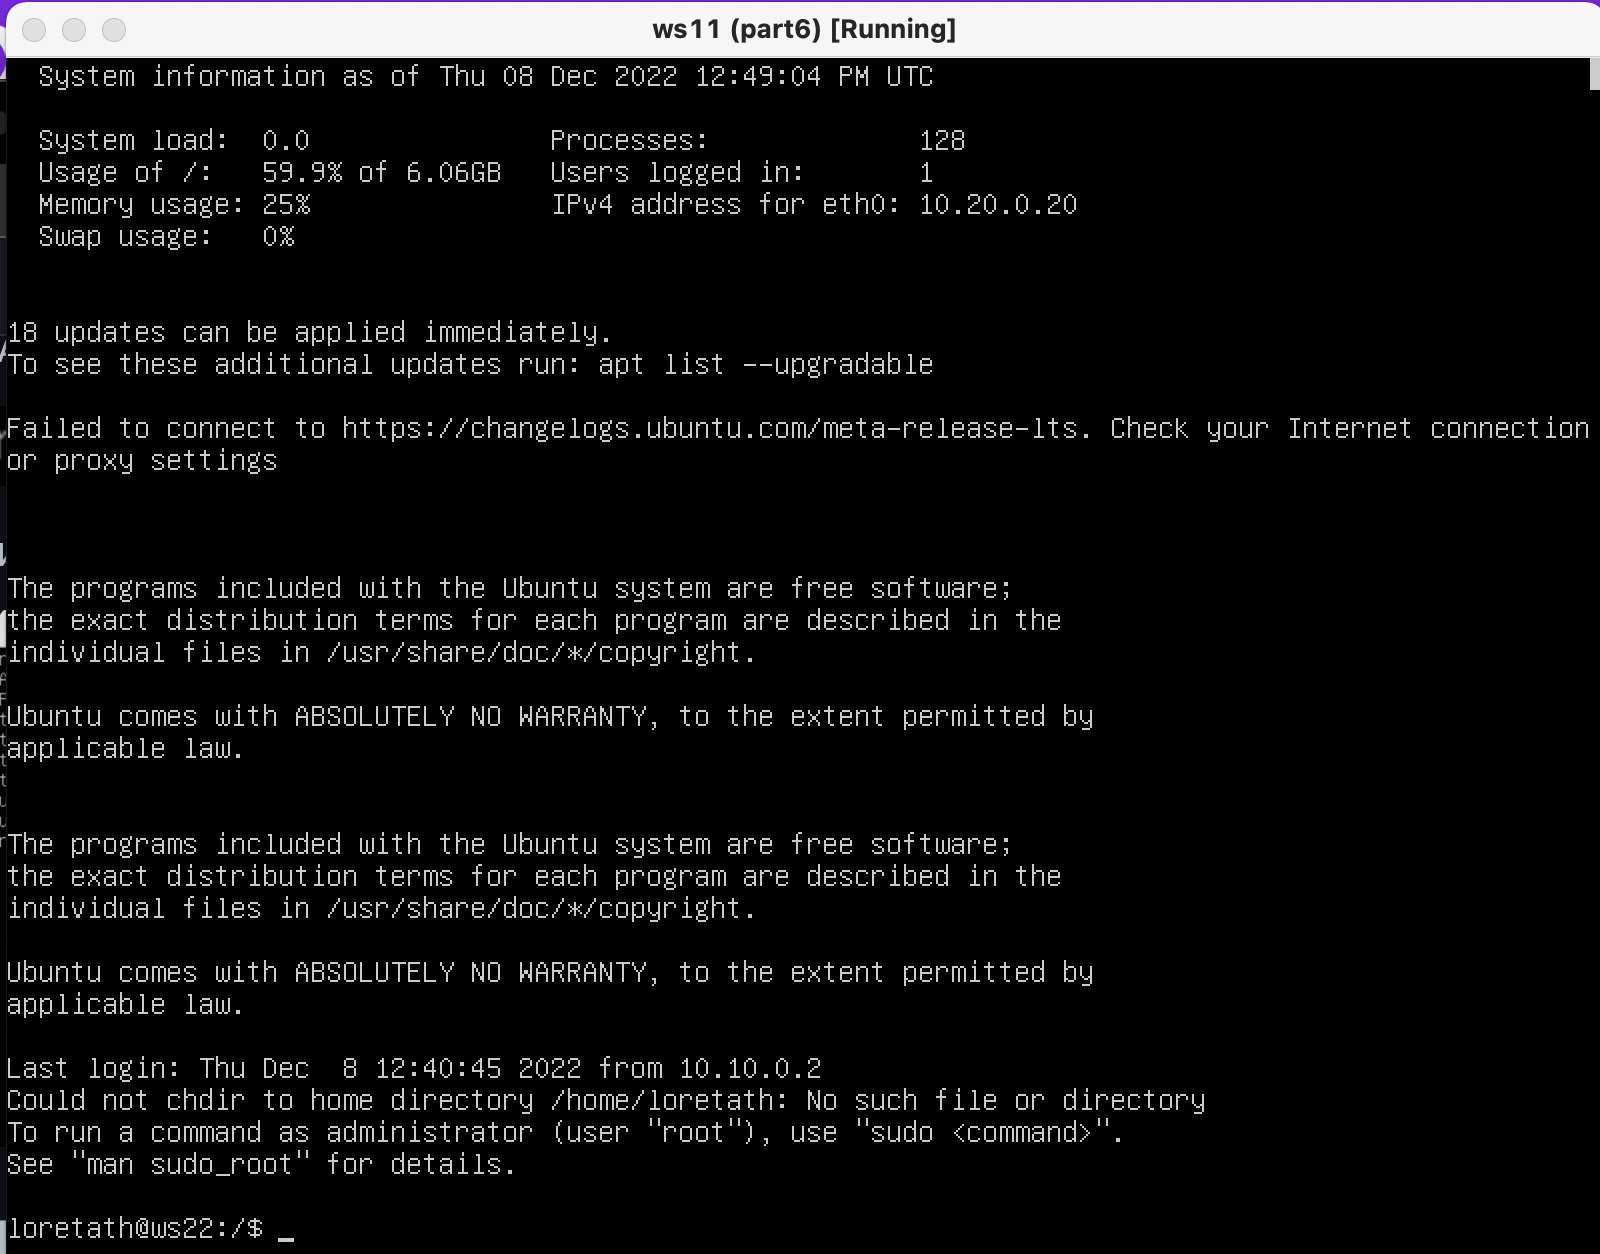 ws11 (part6) [Running]
System information as of Thu 08 Dec 2022 12:49:04 PM UTC
System load:  0.0               Processes:             128
Usage of /:   59.9% of 6.06GB   Users logged in:       1
Memory usage: 25%               IPv4 address for eth0: 10.20.0.20
Swap usage:   0%
18 updates can be applied immediately.
To see these additional updates run: apt list --upgradable
Failed to connect to https://changelogs.ubuntu.com/meta-release-lts. Check your Internet connection
or proxy settings
The programs included with the Ubuntu system are free software;
the exact distribution terms for each program are described in the
individual files in /usr/share/doc/*/copyright.
Ubuntu comes with ABSOLUTELY NO WARRANTY, to the extent permitted by
applicable law.
The programs included with the Ubuntu system are free software;
the exact distribution terms for each program are described in the
individual files in /usr/share/doc/*/copyright.
Ubuntu comes with ABSOLUTELY NO WARRANTY, to the extent permitted by
applicable law.
Last login: Thu Dec  8 12:40:45 2022 from 10.10.0.2
Could not chdir to home directory /home/loretath: No such file or directory
To run a command as administrator (user "root"), use "sudo <command>".
See "man sudo_root" for details.
loretath@ws22:/$ _